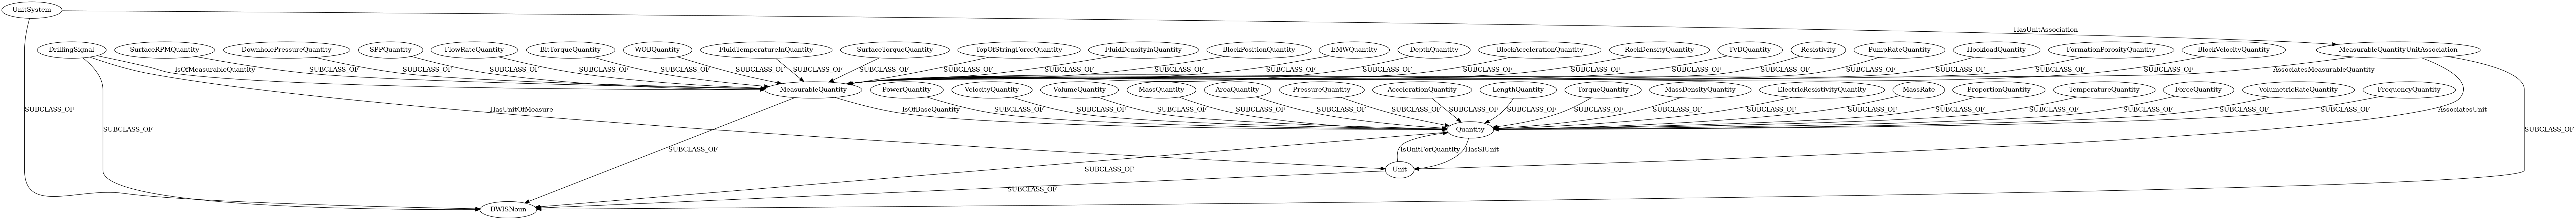 UnitSystem
HasUnitAssociation
DrillingSignal SurfaceRPMQuantity DownholePressureQuantity SPPQuantity FlowRateQuantity BitTorqueQuantity WOBQuantity FluidTemperatureInQuantity SurfaceTorqueQuantity TopOfStringForceQuantity FluidDensityInQuantity BlockPositionQuantity EMWQuantity DepthQuantity BlockAccelerationQuantity RockDensityQuantity TVDQuantity Resistivity PumpRateQuantity HookloadQuantity FormationPorosityQuantity BlockVelocityQuantity MeasurableQuantityUnitAssociation
IsOfMeasurableQuantity SUBCLASS_OF SUBCLASS_OF SUBCLASS_OF SUBCLASS_OF SUBCLASS_OF SUBCLASS_OF SUBCLASS_OF SUBCLASS_OF SUBCLASS_OF SUBCLASS_OF SUBCLASS_OF SUBCLASS_OF SUBCLASS_OF SUBCLASS_OF SUBCLASS_OF SUBCLASS_OF SUBCLASS_OF SUBCLASS_OF SUBCLASS_OF SUBCLASS_OF SUBCLASS_OF AssociatesMeasurableQuantity
MeasurableQuantity PowerQuantity VelocityQuantity VolumeQuantity MassQuantity AreaQuantity PressureQuantity AccelerationQuantity LengthQuantity TorqueQuantity MassDensityQuantity ElectricResistivityQuantity MassRate ProportionQuantity TemperatureQuantity ForceQuantity VolumetricRateQuantity FrequencyQuantity
SUBCLASS_OF HasUnitOfMeasure IsOfBaseQuantity SUBCLASS_OF SUBCLASS_OF SUBCLASS_OF SUBCLASS_OF SUBCLASS_OF SUBCLASS_OF SUBCLASS_OF SUBCLASS_OF SUBCLASS_OF SUBCLASS_OF SUBCLASS_OF SUBCLASS_OF SUBCLASS_OF SUBCLASS_OF SUBCLASS_OF SUBCLASS_OF SUBCLASS_OF AssociatesUnit
SUBCLASS_OF Quantity SUBCLASS_OF
SUBCLASS_OF IsUnitForQuantity HasSIUnit
SUBCLASS_OF Unit
SUBCLASS_OF
DWISNoun